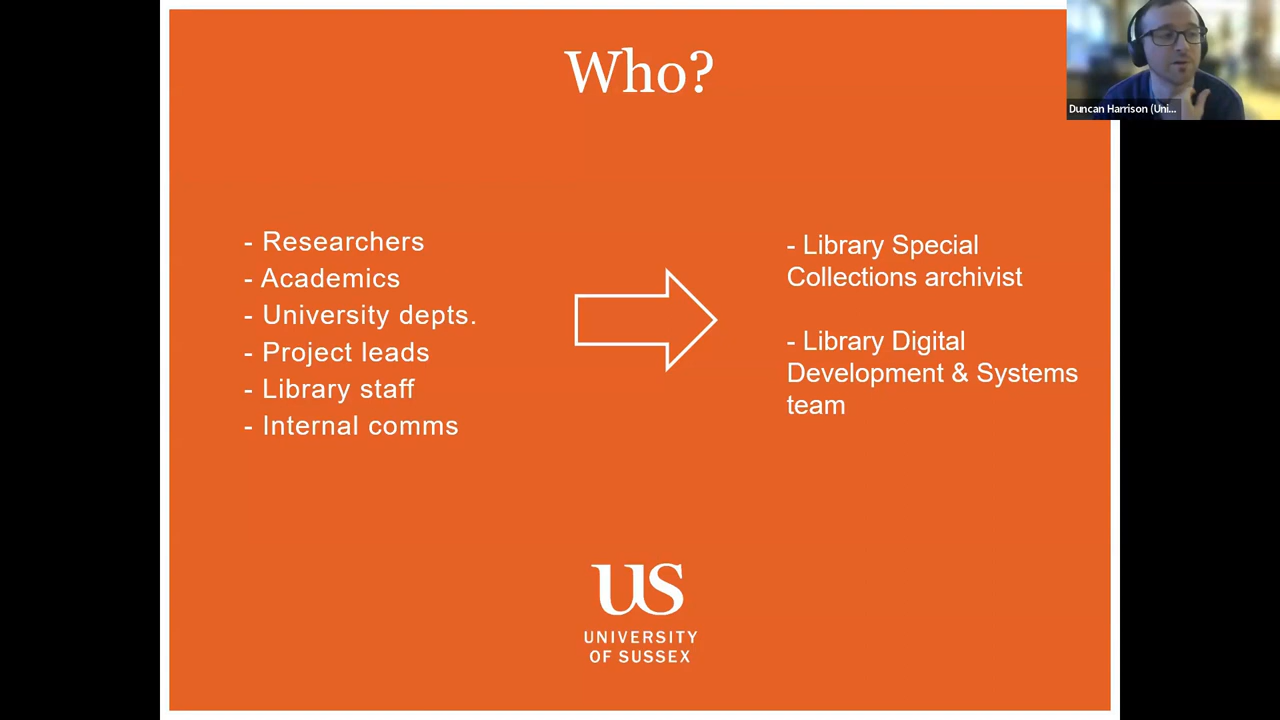 Who?
Duncan Harrison (Uni...
- Researchers
- Academics
- University depts.
- Project leads
- Library staff
- Internal comms
- Library Special
Collections archivist
- Library Digital
Development & Systems
team
us
UNIVERSITY
OF SUSSEX